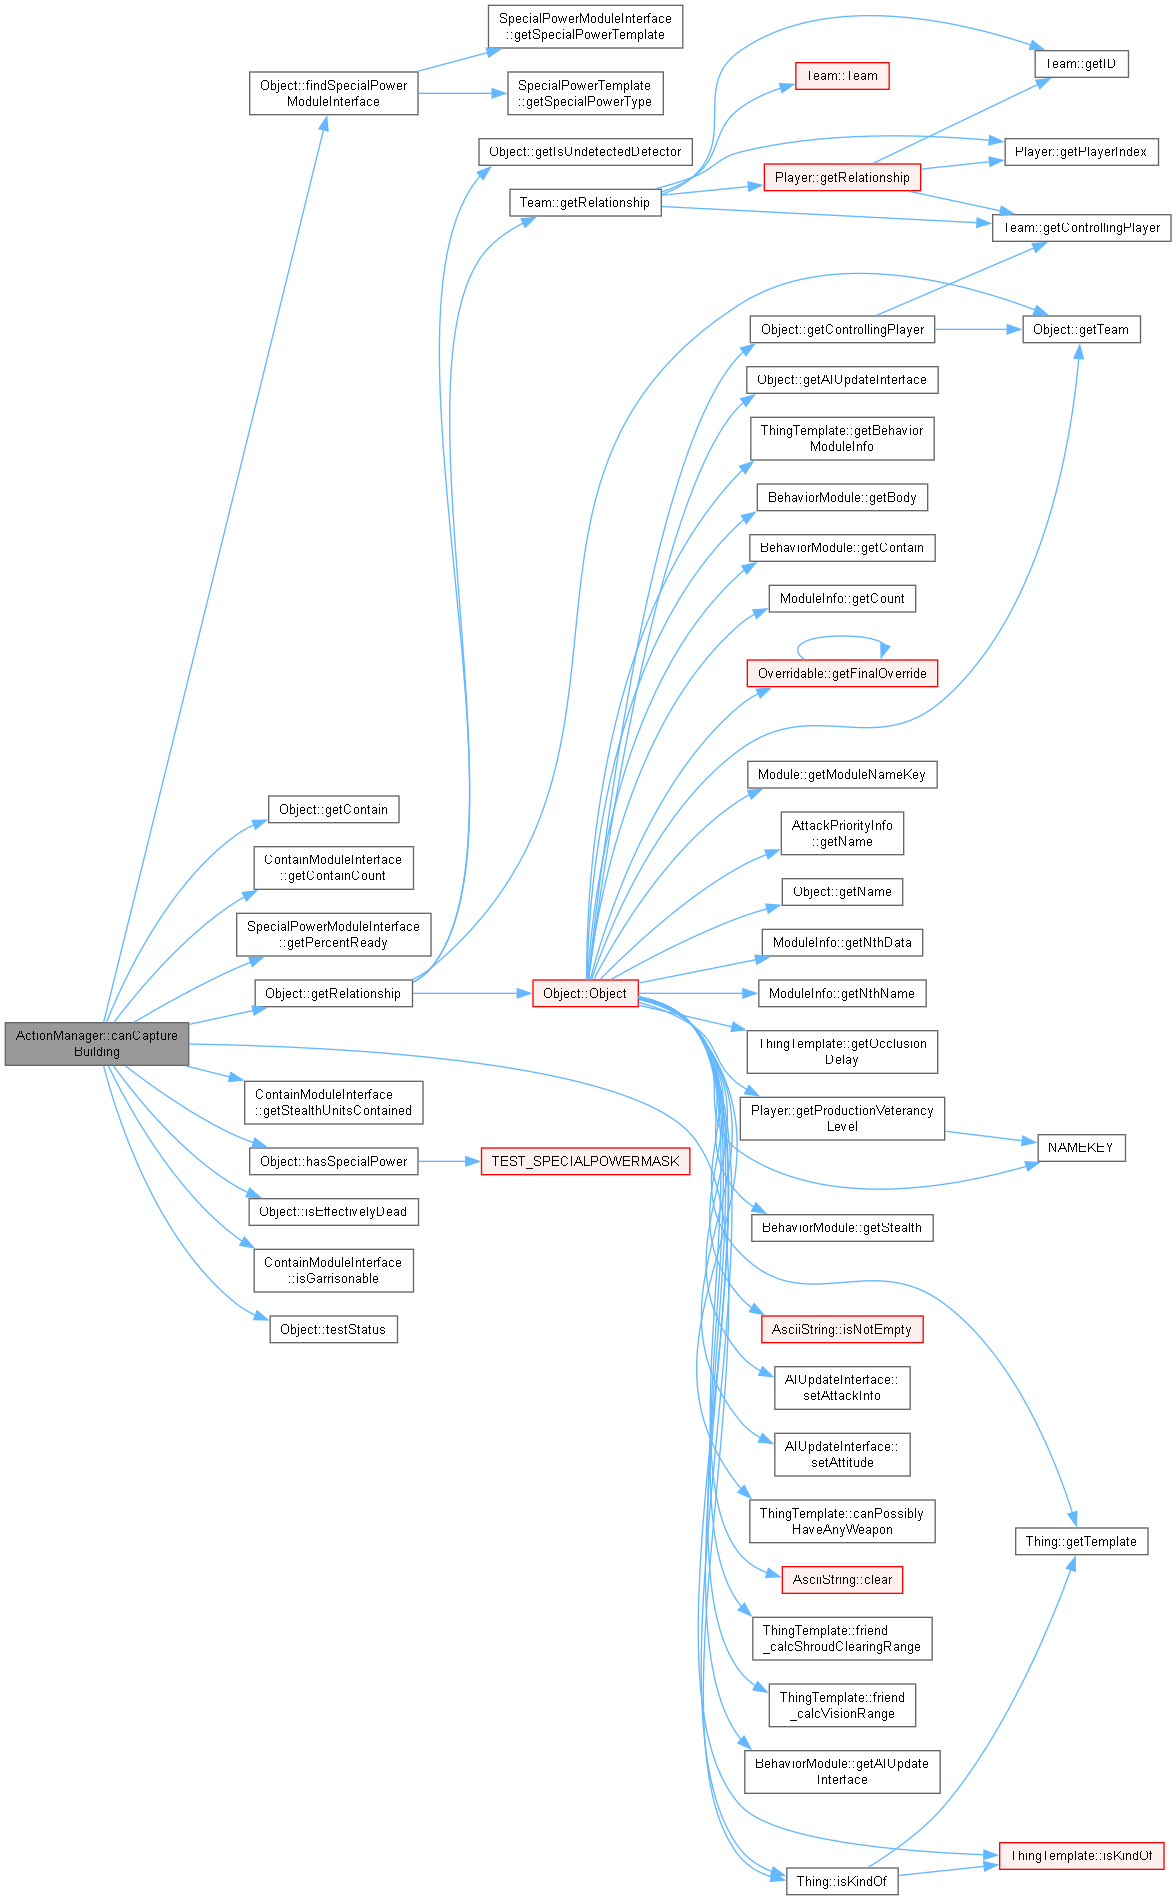 SpecialPowerModuleInterface
::getSpecialPowerTemplate
Object::findSpecialPower
ModuleInterface
SpecialPowerTemplate
::getSpecialPowerType
Team::getID
Team::Team
Object::getIsUndetectedDefector
Player::getPlayerIndex
Player::getRelationship
Team::getRelationship
Team::getControllingPlayer
Object::getControllingPlayer
Object::getTeam
Object::getAIUpdateInterface
ThingTemplate::getBehavior
ModuleInfo
BehaviorModule::getBody
BehaviorModule::getContain
ModuleInfo::getCount
Overridable::getFinalOverride
Module::getModuleNameKey
Object::getContain
AttackPriorityInfo
::getName
ContainModuleInterface
::getContainCount
Object::getName
SpecialPowerModuleInterface
::getPercentReady
ModuleInfo::getNthData
Object::getRelationship
Object::Object
ModuleInfo::getNthName
ActionManager::canCapture
Building
ThingTemplate::getOcclusion
Delay
ContainModuleInterface
::getStealthUnitsContained
Player::getProductionVeterancy
Level
NAMEKEY
Object::hasSpecialPower
TEST_SPECIALPOWERMASK
Object::isEffectivelyDead
BehaviorModule::getStealth
ContainModuleInterface
::isGarrisonable
Object::testStatus
AsciiString::isNotEmpty
AIUpdateInterface::
setAttackInfo
AIUpdateInterface::
setAttitude
ThingTemplate::canPossibly
HaveAnyWeapon
Thing::getTemplate
AsciiString::clear
ThingTemplate::friend
_calcShroudClearingRange
ThingTemplate::friend
_calcVisionRange
BehaviorModule::getAIUpdate
Interface
ThingTemplate::isKindOf
Thing::isKindOf